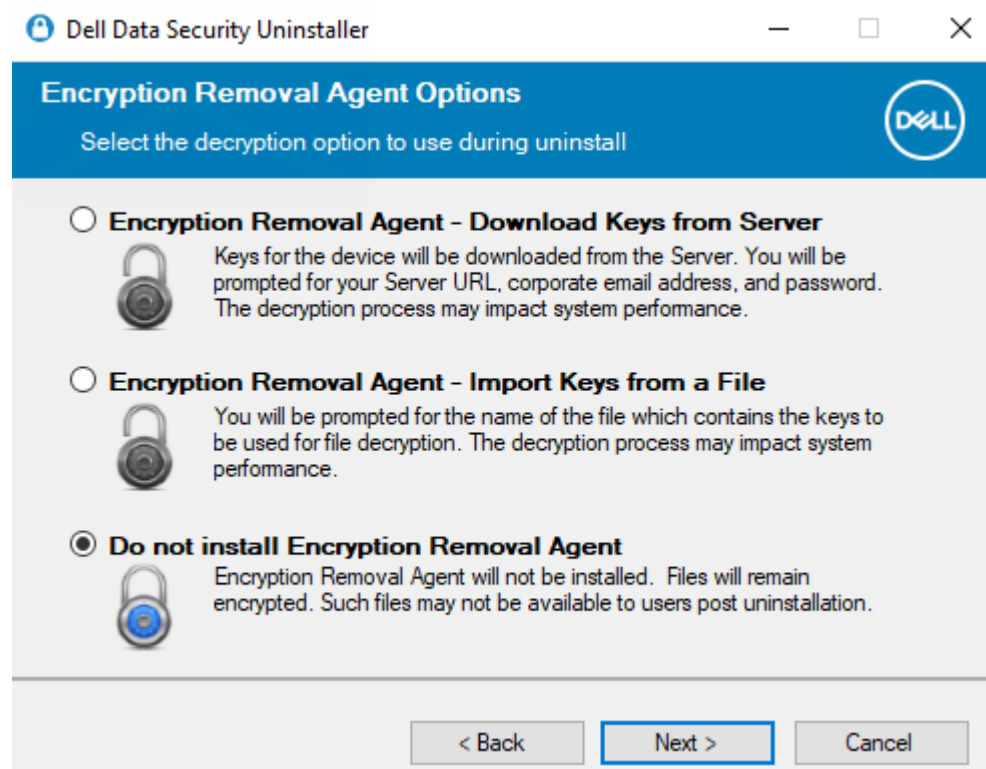 Dell Data Security Uninstaller
Encryption Removal Agent Options
DELL
Select the decryption option to use during uninstall
Encryption Removal Agent - Download Keys from Server
Keys for the device will be downloaded from the Server. You will be
prompted for your Server URL, corporate email address, and password.
The decryption process may impact system performance.
Encryption Removal Agent - Import Keys from a File
You will be prompted for the name of the file which contains the keys to
be used for file decryption. The decryption process may impact system
performance.
Do not install Encryption Removal Agent
Encryption Removal Agent will not be installed.  Files will remain
encrypted. Such files may not be available to users post uninstallation.
< Back
Next >
Cancel